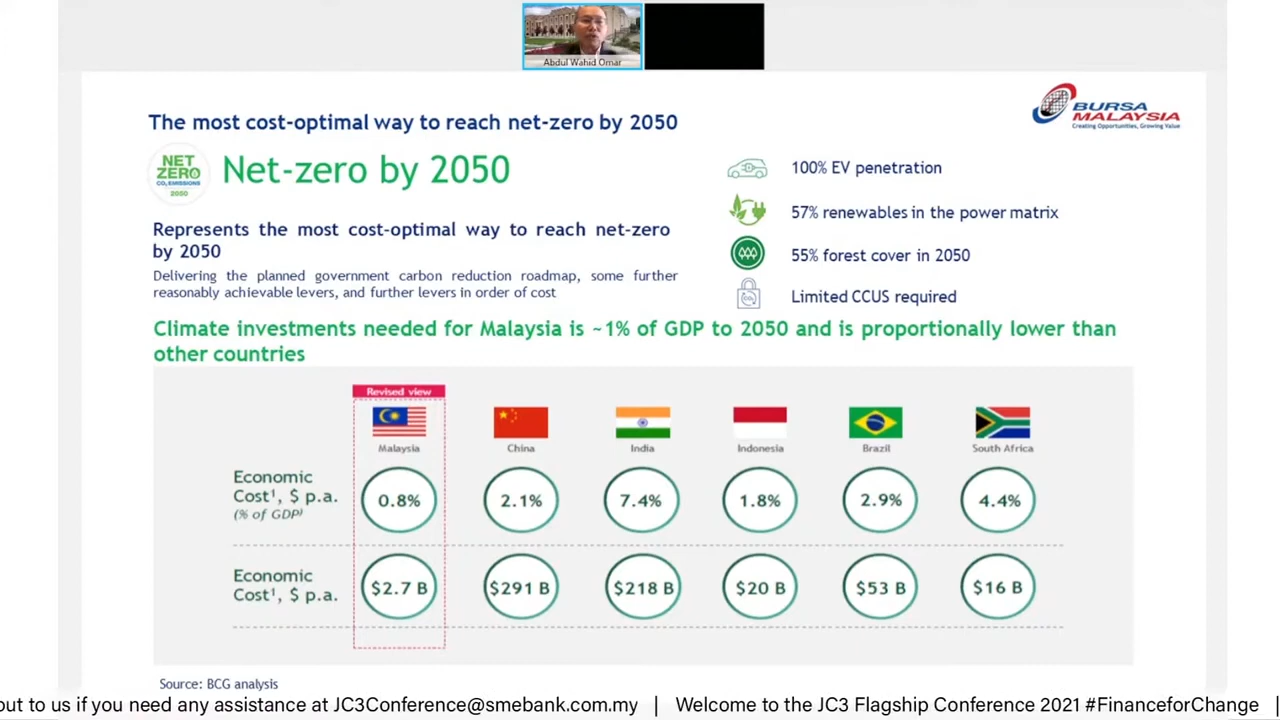 Abdul Wahid Omar
BURSA
MALAYSIA
Creating Opportunities, Growing Value
The most cost-optimal way to reach net-zero by 2050
NET
ZERO
CO₂ EMISSIONS
2050
Net-zero by 2050
Represents the most cost-optimal way to reach net-zero
by 2050
Delivering the planned government carbon reduction roadmap, some further
reasonably achievable levers, and further levers in order of cost
100% EV penetration
57% renewables in the power matrix
55% forest cover in 2050
CO₂
Limited CCUS required
Climate investments needed for Malaysia is ~1% of GDP to 2050 and is proportionally lower than
other countries
Revised view
Malaysia China India Indonesia Brazil South Africa
Economic
Cost¹, $ p.a.
(% of GDP)
0.8% 2.1% 7.4% 1.8% 2.9% 4.4%
Economic
Cost¹, $ p.a.
$2.7 B $291 B $218 B $20 B $53 B $16 B
Source: BCG analysis
out to us if you need any assistance at JC3Conference@smebank.com.my | Welcome to the JC3 Flagship Conference 2021 #FinanceforChange |